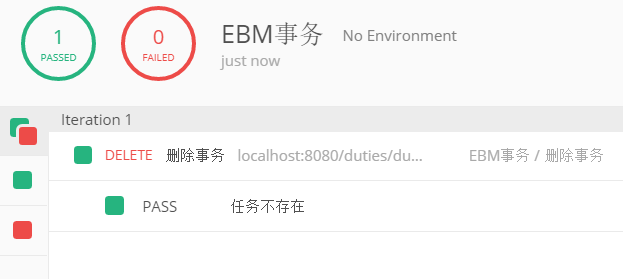 1
PASSED
0
FAILED
EBM事务 No Environment
just now
Iteration 1
DELETE 删除事务 localhost:8080/duties/du... EBM事务 / 删除事务
PASS 任务不存在